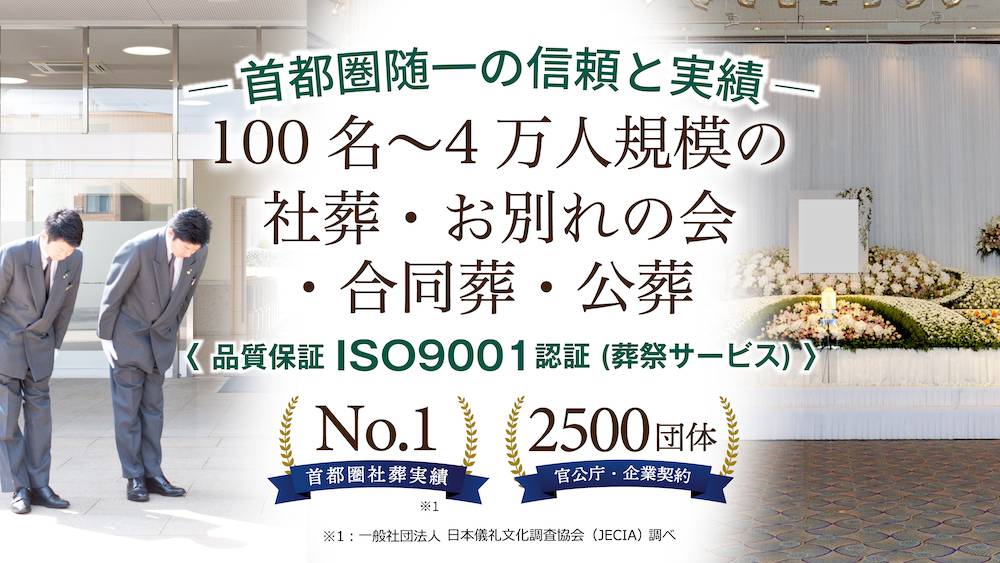 首都圏随一の信頼と実績
100名〜4万人規模の
社葬・お別れの会
・合同葬・公葬
《 品質保証 ISO9001認証 (葬祭サービス) 》
No.1
首都圏社葬実績
※1
2500団体
官公庁・企業契約
※1：一般社団法人 日本儀礼文化調査協会（JECIA）調べ